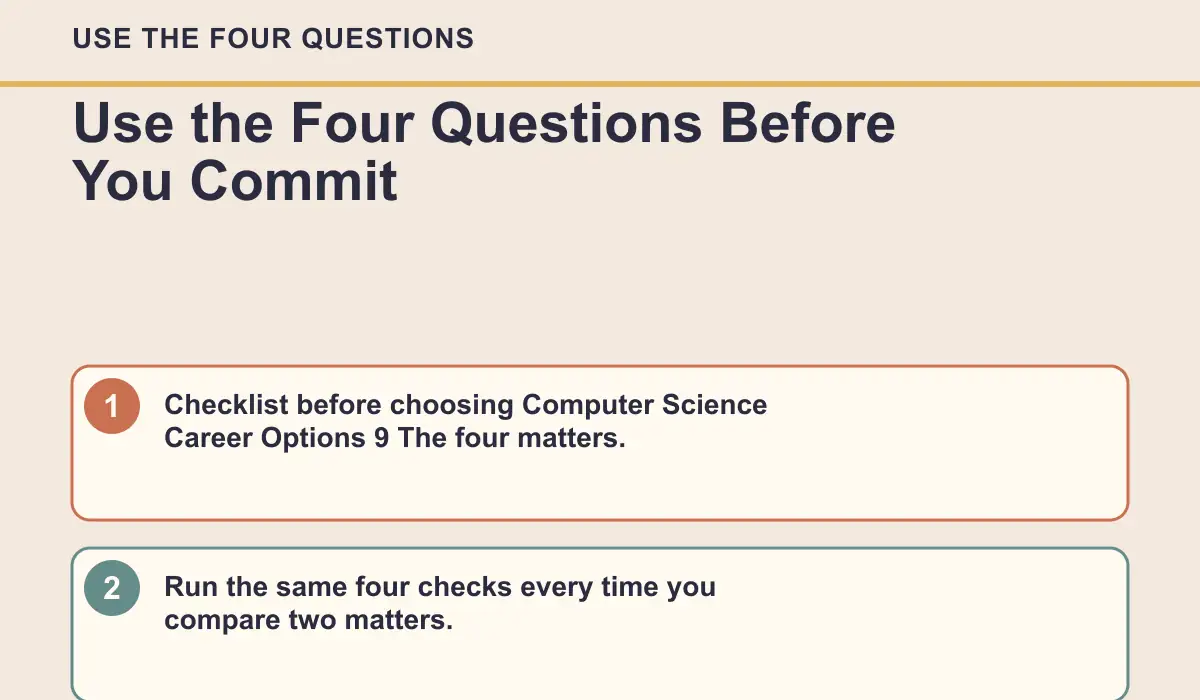 USE THE FOUR QUESTIONS
Use the Four Questions Before
You Commit
1
Checklist before choosing Computer Science
Career Options 9 The four matters.
2
Run the same four checks every time you
compare two matters.